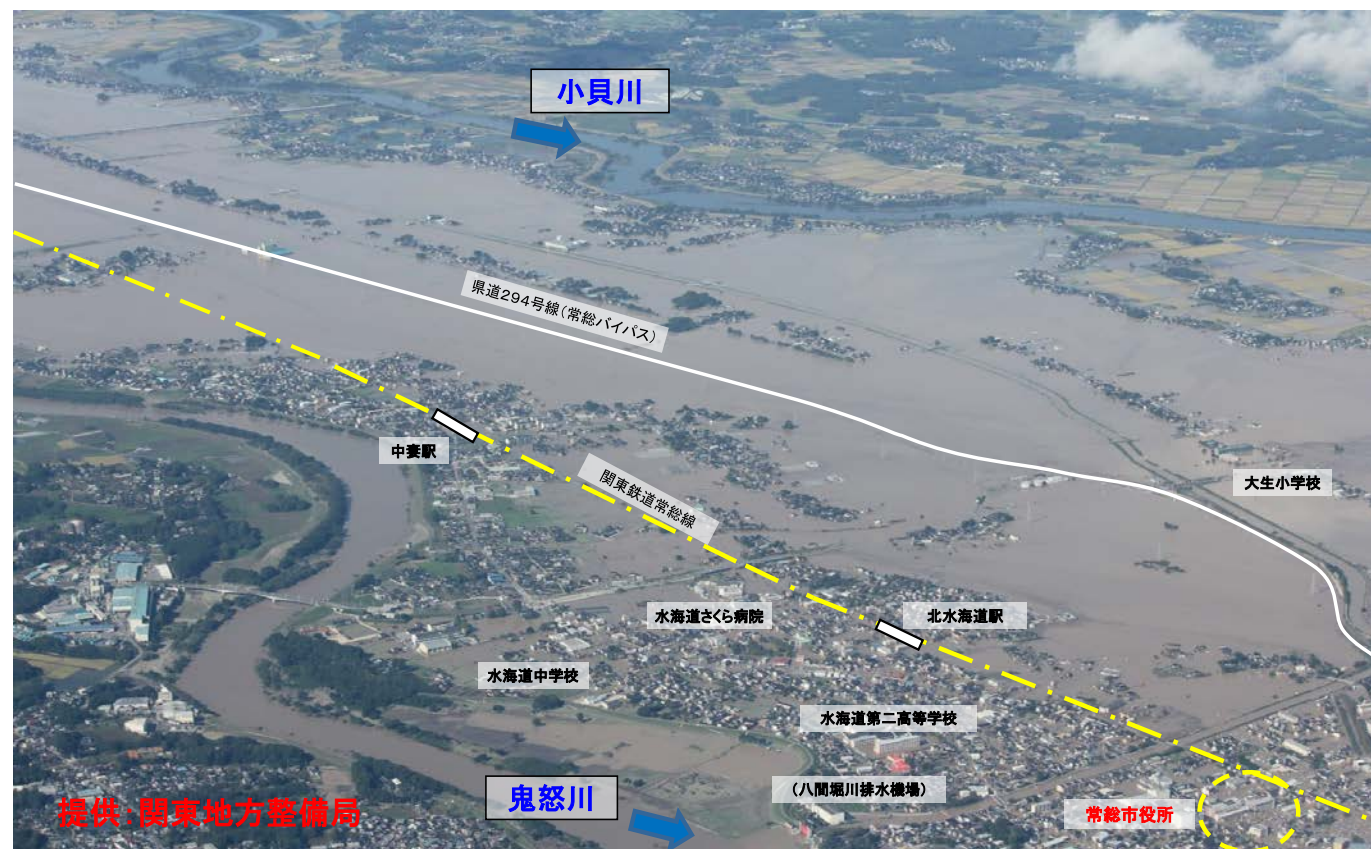 小貝川
県道294号線(常総バイパス)
中妻駅
関東鉄道常総線
大生小学校
水海道さくら病院
北水海道駅
水海道中学校
水海道第二高等学校
鬼怒川
(八間堀川排水機場)
提供:関東地方整備局
常総市役所